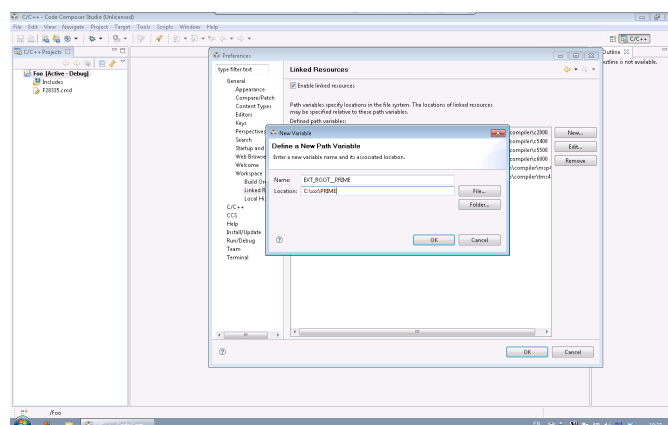 C/C++ - Code Composer Studio (Unlicensed)
File Edit View Navigate Project Target Tools Scripts Window Help
C/C++
C/C++ Projects
Foo [Active - Debug]
Includes
F28335.cmd
Outline
outline is not available.
Preferences
type filter text
General
Appearance
Compare/Patch
Content Types
Editors
Keys
Perspectives
Search
Startup and
Web Browse
Welcome
Workspace
Build Or
Linked R
Local Hi
C/C++
CCS
Help
Install/Update
Run/Debug
Team
Terminal
Linked Resources
Enable linked resources
Path variables specify locations in the file system. The locations of linked resources
may be specified relative to these path variables.
Defined path variables:
compiler\c2000
compiler\c5400
compiler\c5500
compiler\c6000
New...
Edit...
Remove
New Variable
Define a New Path Variable
Enter a new variable name and its associated location.
Name: EXT_ROOT__PRIME
Location: C:\xxx\PRIME
File...
Folder...
OK
Cancel
OK
Cancel
/Foo